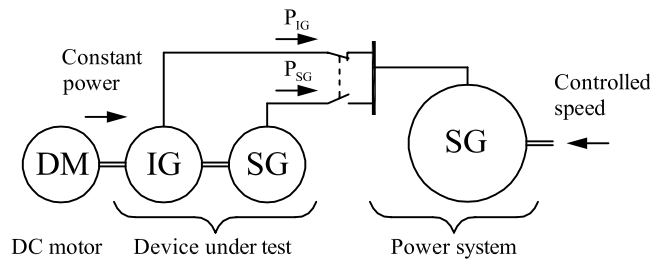 P_IG
Constant
power
P_SG
Controlled
speed
DM
IG
SG
SG
DC motor
Device under test
Power system